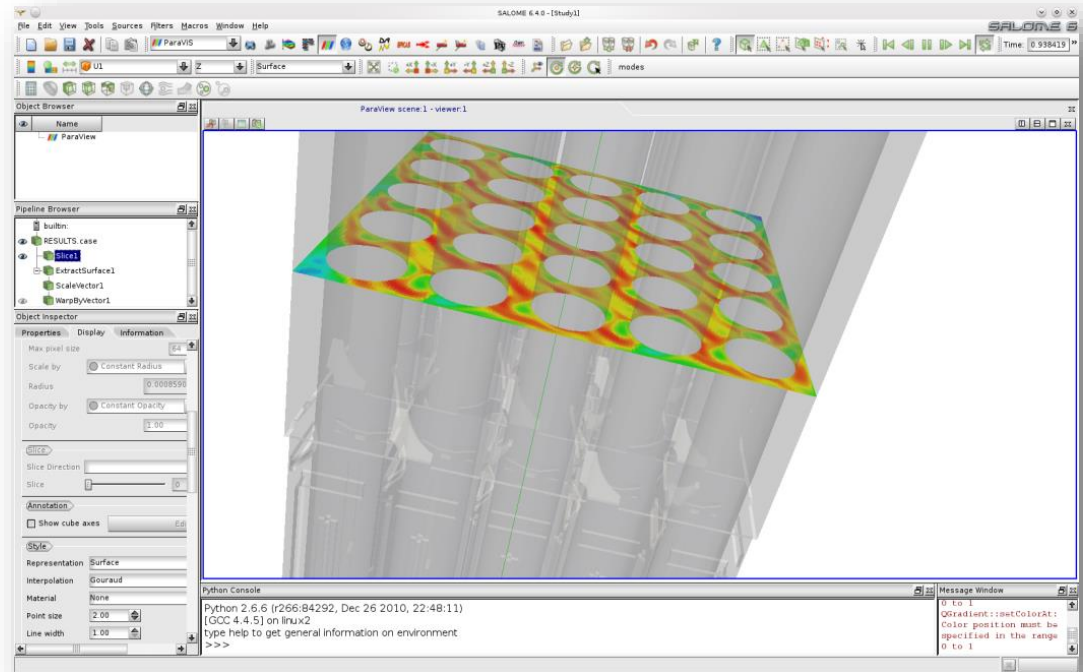 SALOME 6.4.0 - [Study1]
File Edit View Tools Sources Filters Macros Window Help
SALOME 6
ParaViS
Time: 0.938419
U1 Z Surface modes
Object Browser
Name
ParaView
Pipeline Browser
builtin:
RESULTS.case
Slice1
ExtractSurface1
ScaleVector1
WarpByVector1
Object Inspector
Properties Display Information
Max pixel size 64
Scale by Constant Radius
Radius 0.0008590
Opacity by Constant Opacity
Opacity 1.00
Slice
Slice Direction
Slice 0
Annotation
Show cube axes Edi
Style
Representation Surface
Interpolation Gouraud
Material None
Point size 2.00
Line width 1.00
ParaView scene:1 - viewer:1
Python Console
Python 2.6.6 (r266:84292, Dec 26 2010, 22:48:11)
[GCC 4.4.5] on linux2
type help to get general information on environment
>>>
Message Window
0 to 1
QGradient::setColorAt:
Color position must be
specified in the range
0 to 1